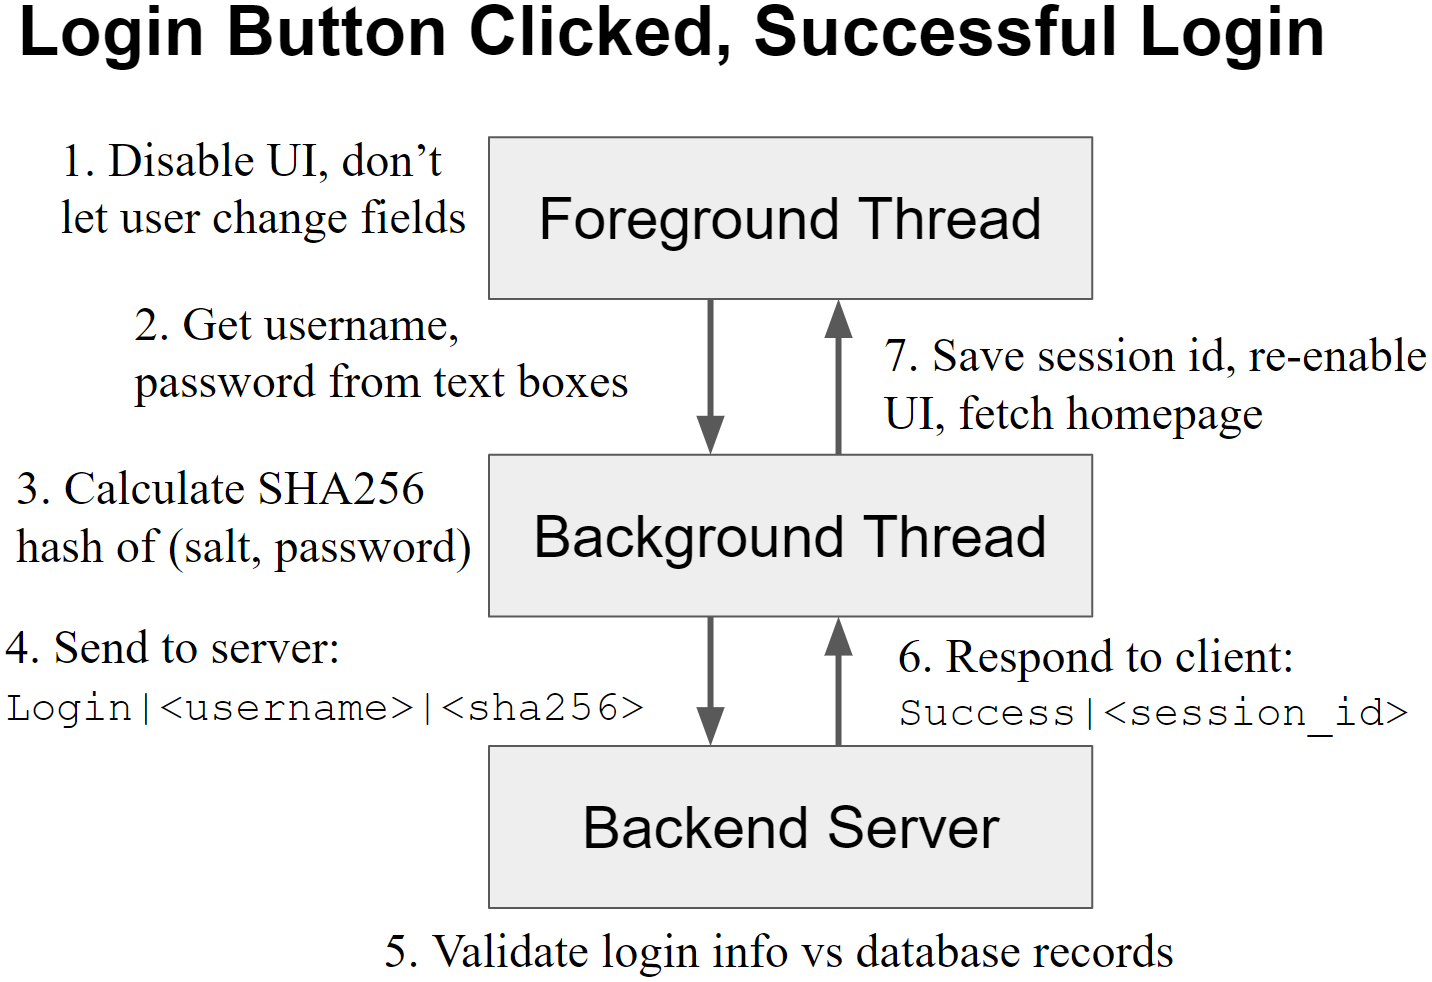 Login Button Clicked, Successful Login
1. Disable UI, don’t
let user change fields
Foreground Thread
2. Get username,
password from text boxes
7. Save session id, re-enable
UI, fetch homepage
3. Calculate SHA256
hash of (salt, password)
Background Thread
4. Send to server:
Login|<username>|<sha256>
6. Respond to client:
Success|<session_id>
Backend Server
5. Validate login info vs database records